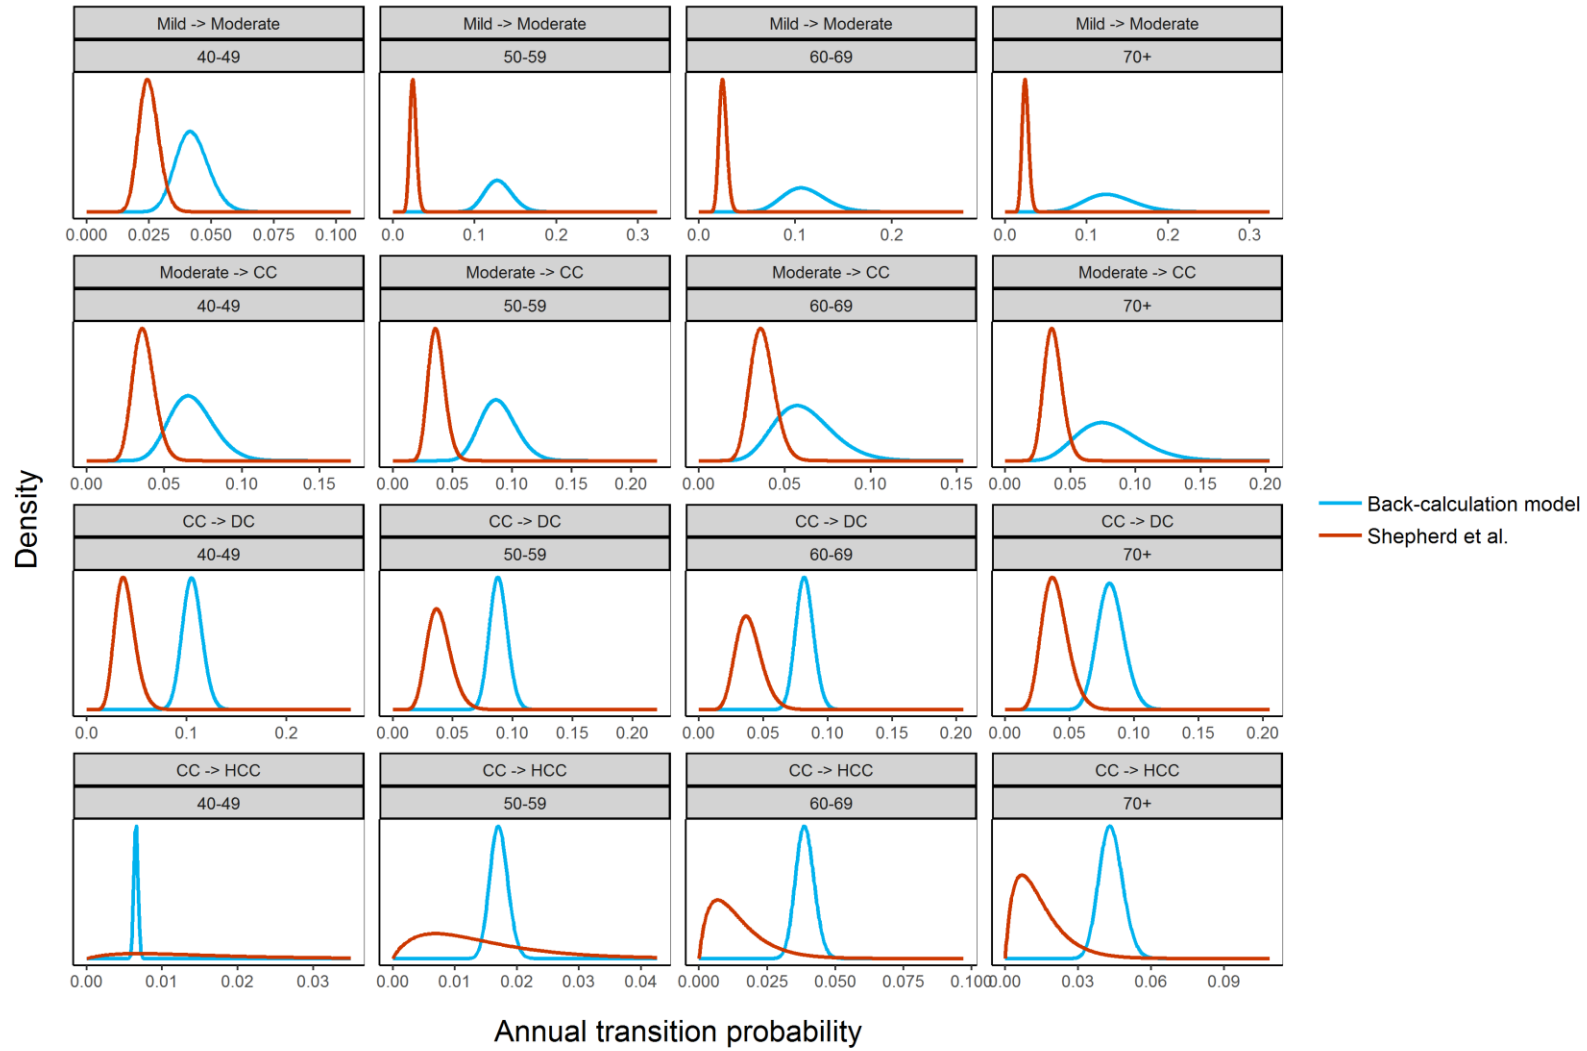 Mild -> Moderate Mild -> Moderate Mild -> Moderate Mild -> Moderate
40-49 50-59 60-69 70+
0.000 0.025 0.050 0.075 0.100 0.0 0.1 0.2 0.3 0.0 0.1 0.2 0.0 0.1 0.2 0.3
Moderate -> CC Moderate -> CC Moderate -> CC Moderate -> CC
40-49 50-59 60-69 70+
0.00 0.05 0.10 0.15 0.00 0.05 0.10 0.15 0.20 0.00 0.05 0.10 0.15 0.00 0.05 0.10 0.15 0.20
Density
Back-calculation model
Shepherd et al.
CC -> DC CC -> DC CC -> DC CC -> DC
40-49 50-59 60-69 70+
0.0 0.1 0.2 0.00 0.05 0.10 0.15 0.20 0.00 0.05 0.10 0.15 0.20 0.00 0.05 0.10 0.15 0.20
CC -> HCC CC -> HCC CC -> HCC CC -> HCC
40-49 50-59 60-69 70+
0.00 0.01 0.02 0.03 0.00 0.01 0.02 0.03 0.04 0.000 0.025 0.050 0.075 0.100 0.00 0.03 0.06 0.09
Annual transition probability